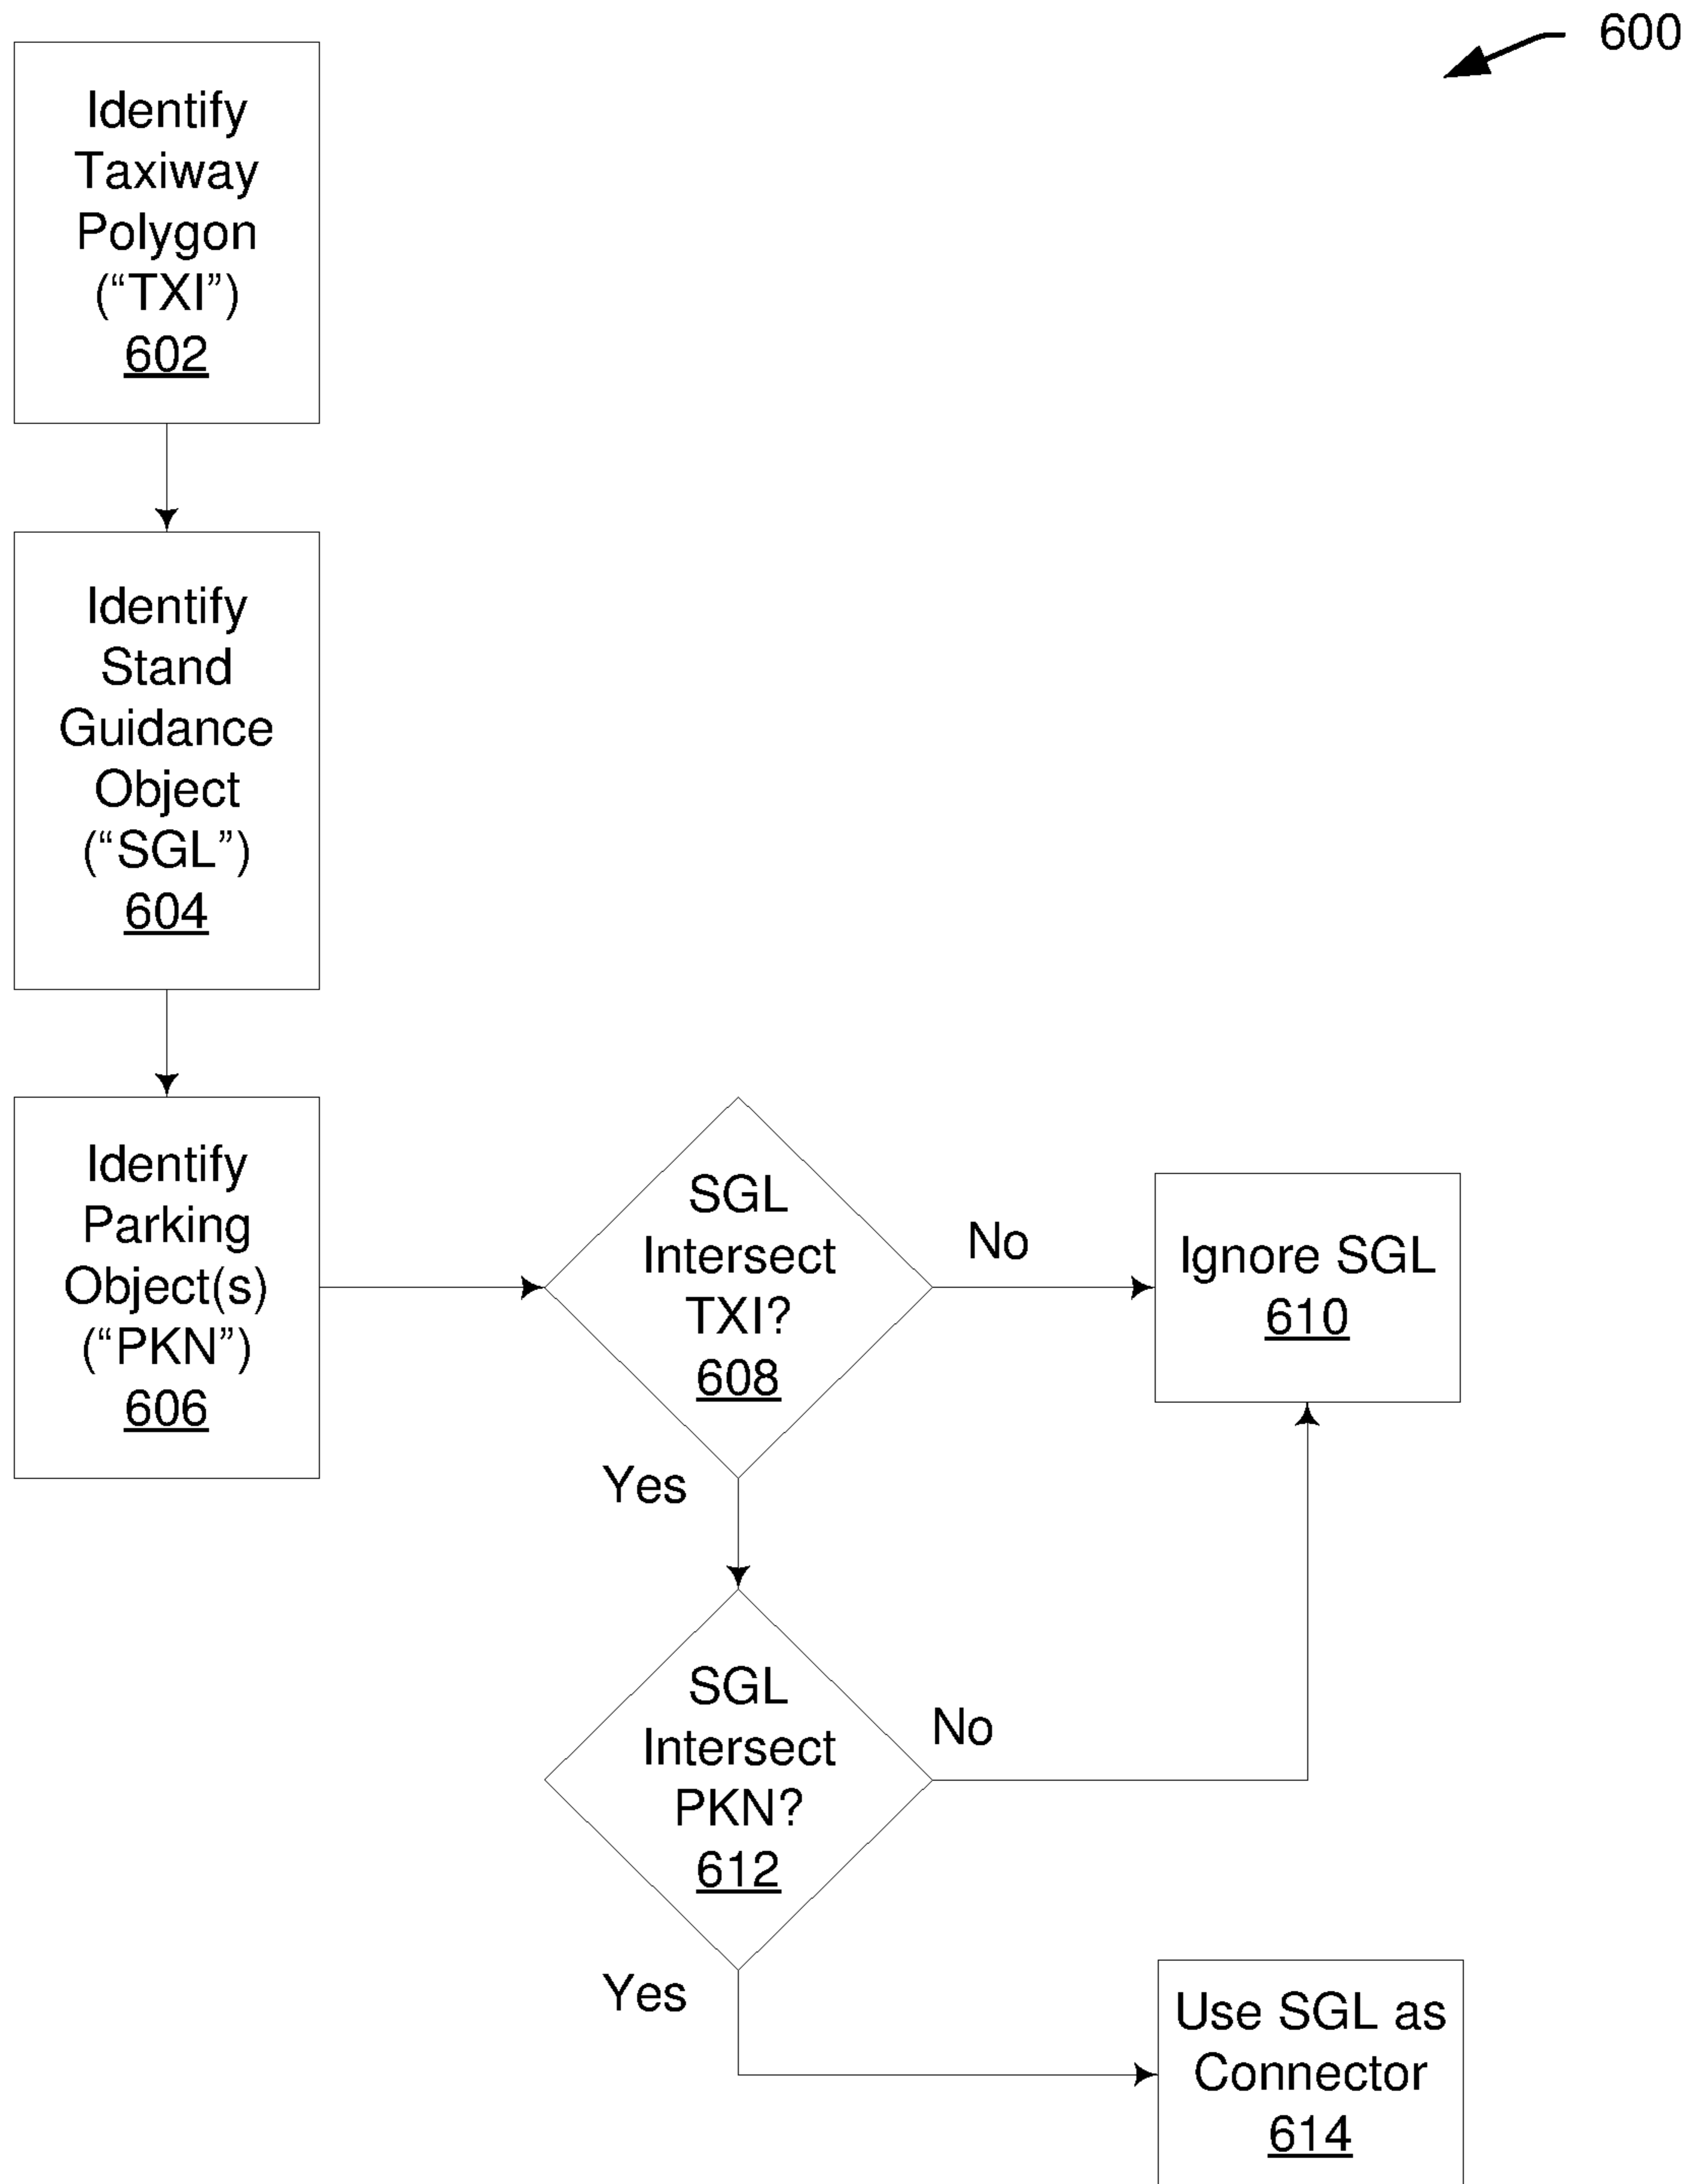 600
Identify
Taxiway
Polygon
(“TXI”)
602
Identify
Stand
Guidance
Object
(“SGL”)
604
Identify
Parking
Object(s)
(“PKN”)
606
SGL
Intersect
TXI?
608
No
Ignore SGL
610
Yes
SGL
Intersect
PKN?
612
No
Yes
Use SGL as
Connector
614